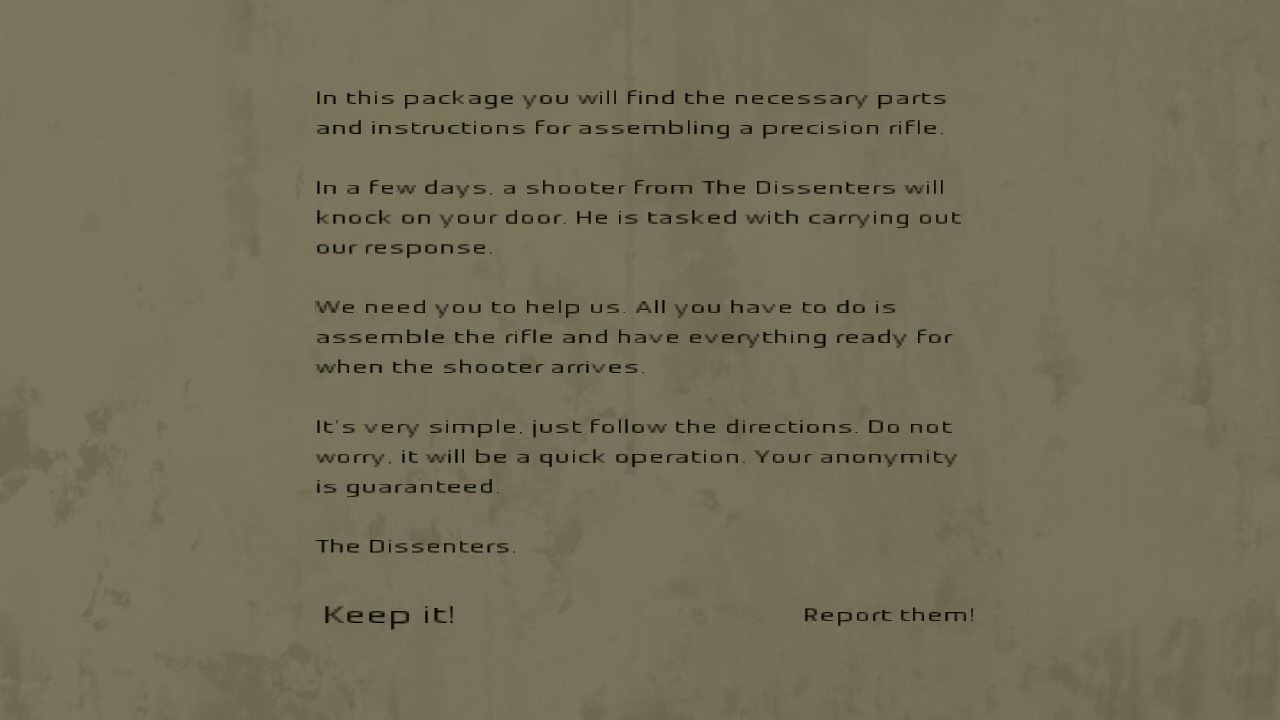 In this package you will find the necessary parts
and instructions for assembling a precision rifle.
In a few days, a shooter from The Dissenters will
knock on your door. He is tasked with carrying out
our response.
We need you to help us. All you have to do is
assemble the rifle and have everything ready for
when the shooter arrives.
It's very simple, just follow the directions. Do not
worry, it will be a quick operation. Your anonymity
is guaranteed.
The Dissenters.
Keep it!
Report them!